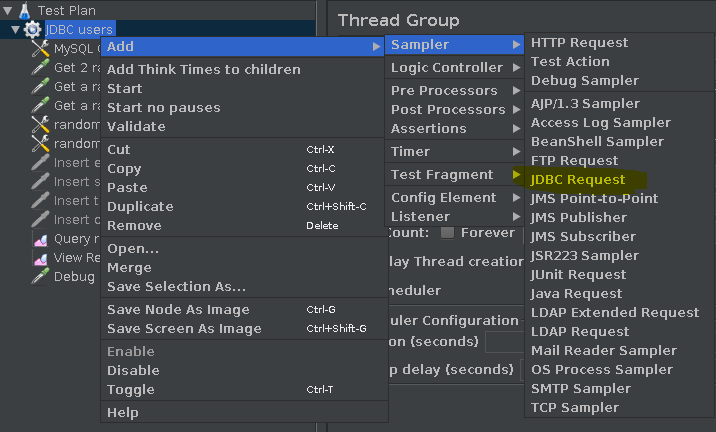 Test Plan
JDBC users
MySQL
Get 2 ra
Get a ra
Get a ra
random
random
Insert e
Insert s
Insert t
Insert
Query r
View Re
Debug
Add
Add Think Times to children
Start
Start no pauses
Validate
Cut Ctrl-X
Copy Ctrl-C
Paste Ctrl-V
Duplicate Ctrl+Shift-C
Remove Delete
Open...
Merge
Save Selection As...
Save Node As Image Ctrl-G
Save Screen As Image Ctrl+Shift-G
Enable
Disable
Toggle Ctrl-T
Help
Thread Group
Sampler
Logic Controller
Pre Processors
Post Processors
Assertions
Timer
Test Fragment
Config Element
Listener
Count: Forever
lay Thread creation
heduler
uler Configuration
on (seconds)
p delay (seconds)
HTTP Request
Test Action
Debug Sampler
AJP/1.3 Sampler
Access Log Sampler
BeanShell Sampler
FTP Request
JDBC Request
JMS Point-to-Point
JMS Publisher
JMS Subscriber
JSR223 Sampler
JUnit Request
Java Request
LDAP Extended Request
LDAP Request
Mail Reader Sampler
OS Process Sampler
SMTP Sampler
TCP Sampler